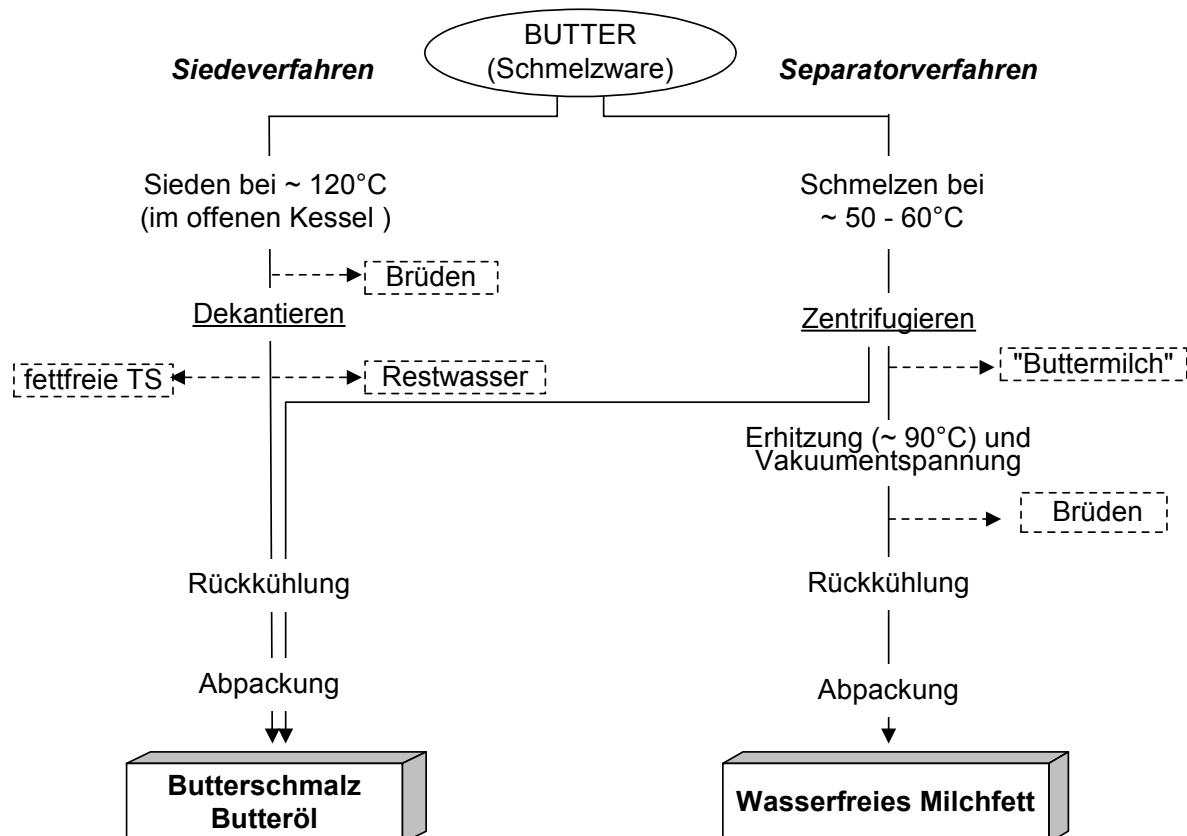 BUTTER
(Schmelzware)
Siedeverfahren
Separatorverfahren
Sieden bei ~ 120°C
(im offenen Kessel )
Schmelzen bei
~ 50 - 60°C
Brüden
Dekantieren
Zentrifugieren
fettfreie TS
Restwasser
"Buttermilch"
Erhitzung (~ 90°C) und
Vakuumentspannung
Brüden
Rückkühlung
Rückkühlung
Abpackung
Abpackung
Butterschmalz
Butteröl
Wasserfreies Milchfett